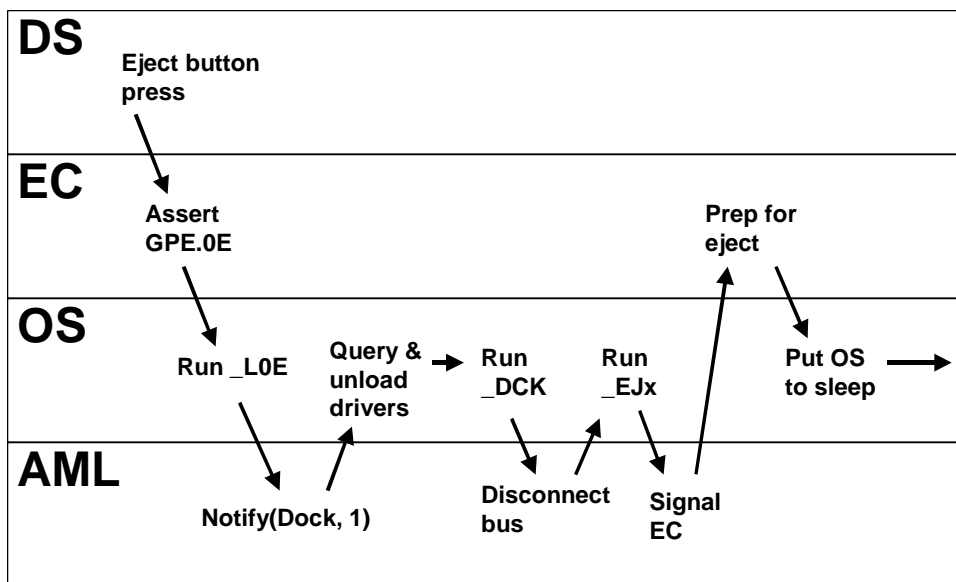 DS
Eject button
press
EC
Assert
GPE.0E
Prep for
eject
OS
Run _L0E
Query &
unload
drivers
Run
_DCK
Run
_EJx
Put OS
to sleep
AML
Notify(Dock, 1)
Disconnect
bus
Signal
EC